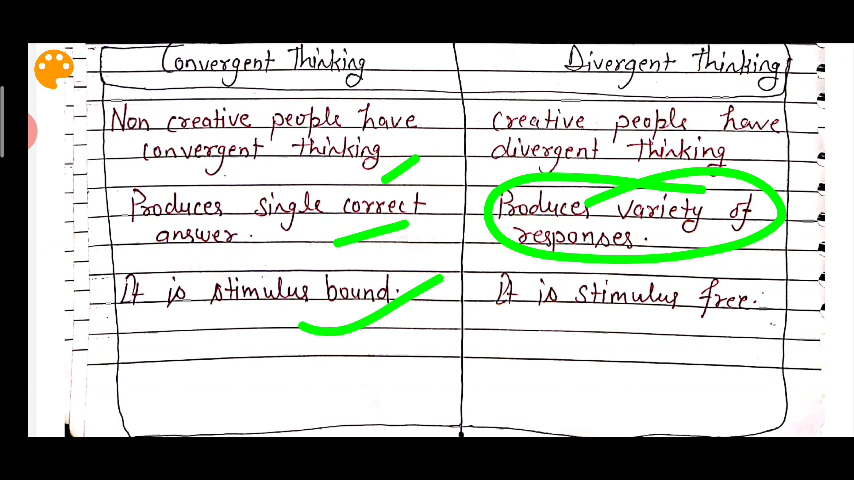 Convergent Thinking
Divergent Thinking
Non creative people have
convergent thinking
creative people have
divergent Thinking
Produces single correct
answer.
Produces variety of
responses.
It is stimulus bound.
It is stimulus free.